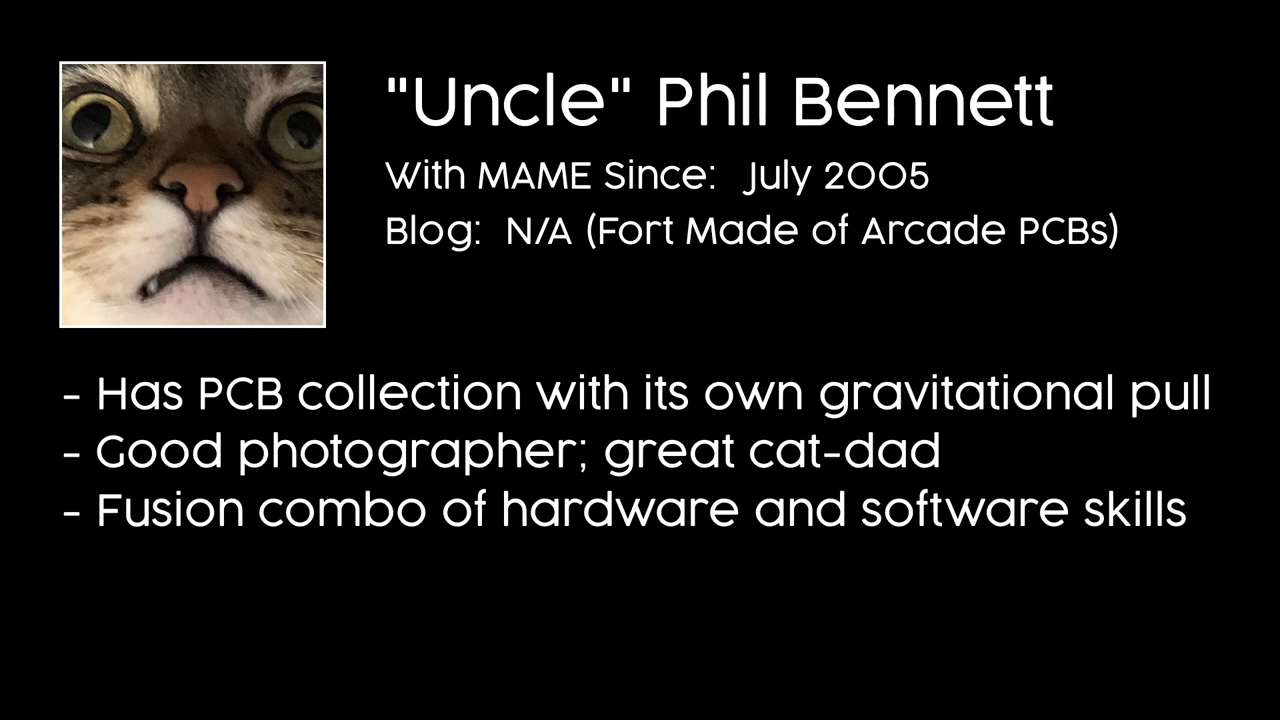 "Uncle" Phil Bennett
With MAME Since: July 2005
Blog: N/A (Fort Made of Arcade PCBs)
- Has PCB collection with its own gravitational pull
- Good photographer; great cat-dad
- Fusion combo of hardware and software skills